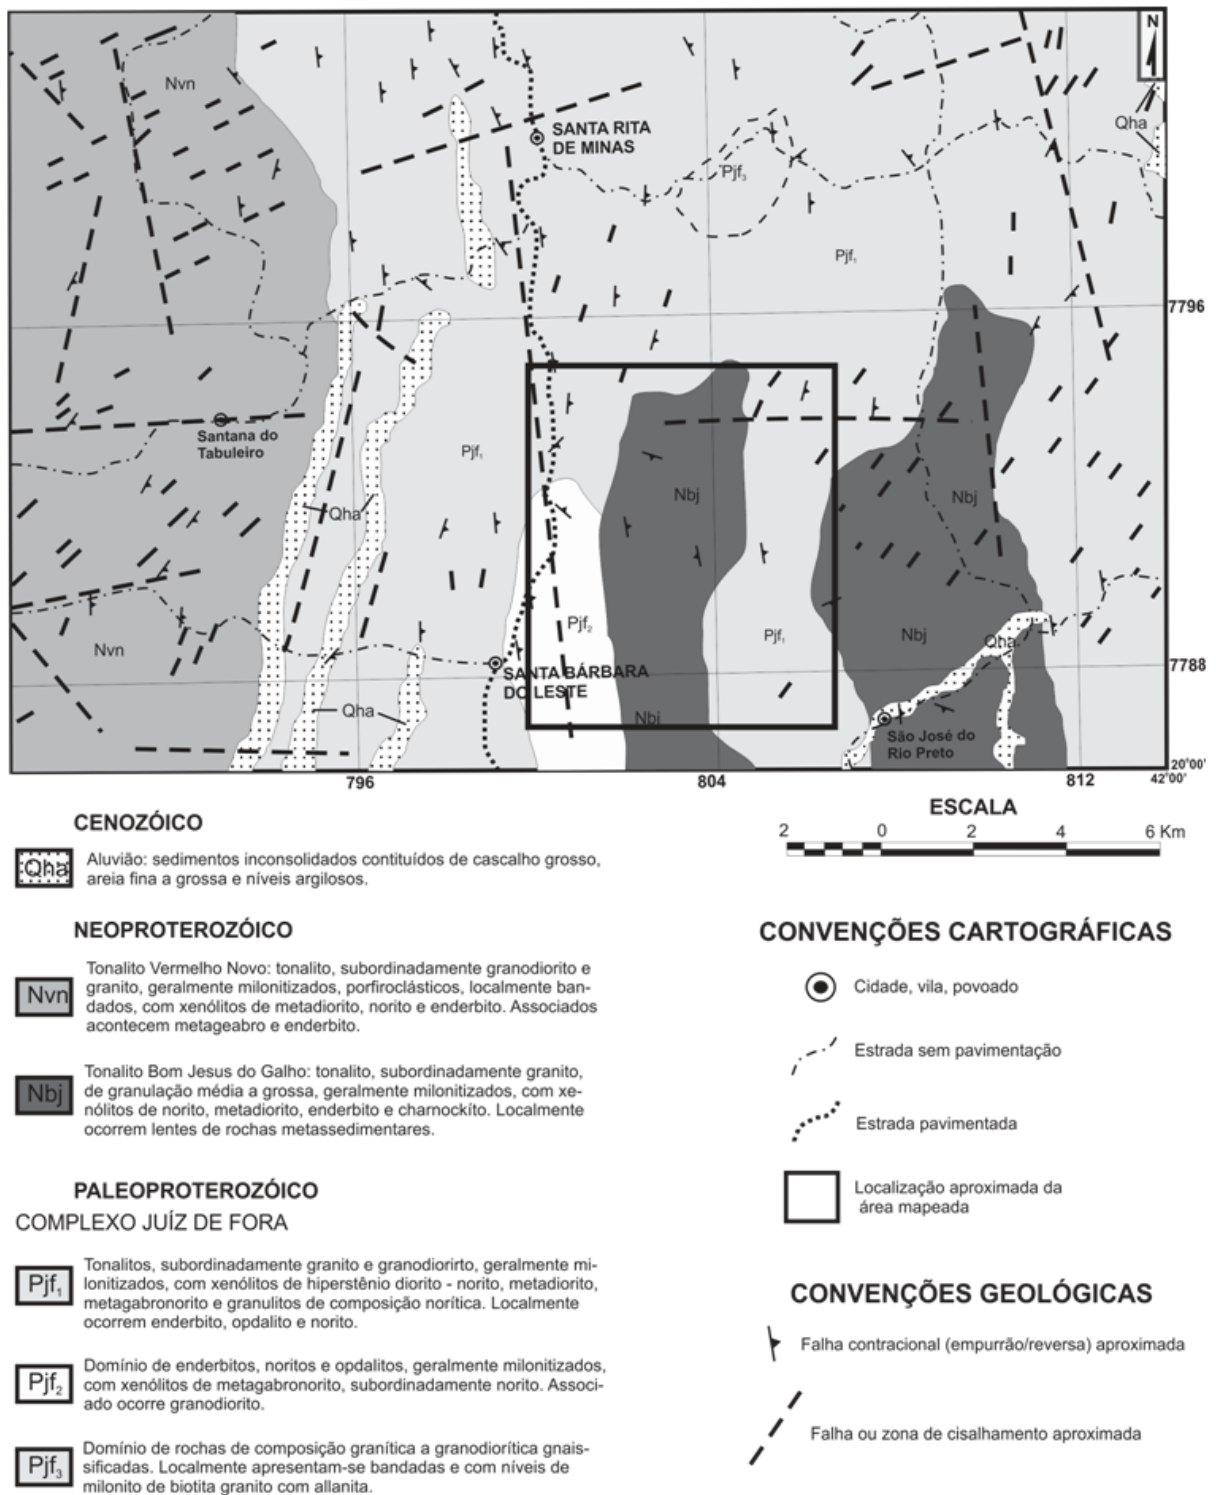 N
Nvn
Qha
SANTA RITA
DE MINAS
Pjf₃
Pjf₁
7796
Santana do
Tabuleiro
Pjf₁
Nbj
Nbj
Qha
Pjf₂
Pjf₁
Nbj
Qha
Nvn
7788
SANTA BÁRBARA
DO LESTE
Qha
Nbj
São José do
Rio Preto
20°00'
796
804
812
42°00'
CENOZÓICO
Qha
Aluvião: sedimentos inconsolidados contituídos de cascalho grosso,
areia fina a grossa e níveis argilosos.
NEOPROTEROZÓICO
Nvn
Tonalito Vermelho Novo: tonalito, subordinadamente granodiorito e
granito, geralmente milonitizados, porfiroclásticos, localmente ban-
dados, com xenólitos de metadiorito, norito e enderbito. Associados
acontecem metageabro e enderbito.
Nbj
Tonalito Bom Jesus do Galho: tonalito, subordinadamente granito,
de granulação média a grossa, geralmente milonitizados, com xe-
nólitos de norito, metadiorito, enderbito e charnockíto. Localmente
ocorrem lentes de rochas metassedimentares.
PALEOPROTEROZÓICO
COMPLEXO JUÍZ DE FORA
Pjf₁
Tonalitos, subordinadamente granito e granodiorirto, geralmente mi-
lonitizados, com xenólitos de hiperstênio diorito - norito, metadiorito,
metagabronorito e granulitos de composição norítica. Localmente
ocorrem enderbito, opdalito e norito.
Pjf₂
Domínio de enderbitos, noritos e opdalitos, geralmente milonitizados,
com xenólitos de metagabronorito, subordinadamente norito. Associ-
ado ocorre granodiorito.
Pjf₃
Domínio de rochas de composição granítica a granodiorítica gnais-
sificadas. Localmente apresentam-se bandadas e com níveis de
milonito de biotita granito com allanita.
ESCALA
2 0 2 4 6 Km
CONVENÇÕES CARTOGRÁFICAS
Cidade, vila, povoado
Estrada sem pavimentação
Estrada pavimentada
Localização aproximada da
área mapeada
CONVENÇÕES GEOLÓGICAS
Falha contracional (empurrão/reversa) aproximada
Falha ou zona de cisalhamento aproximada